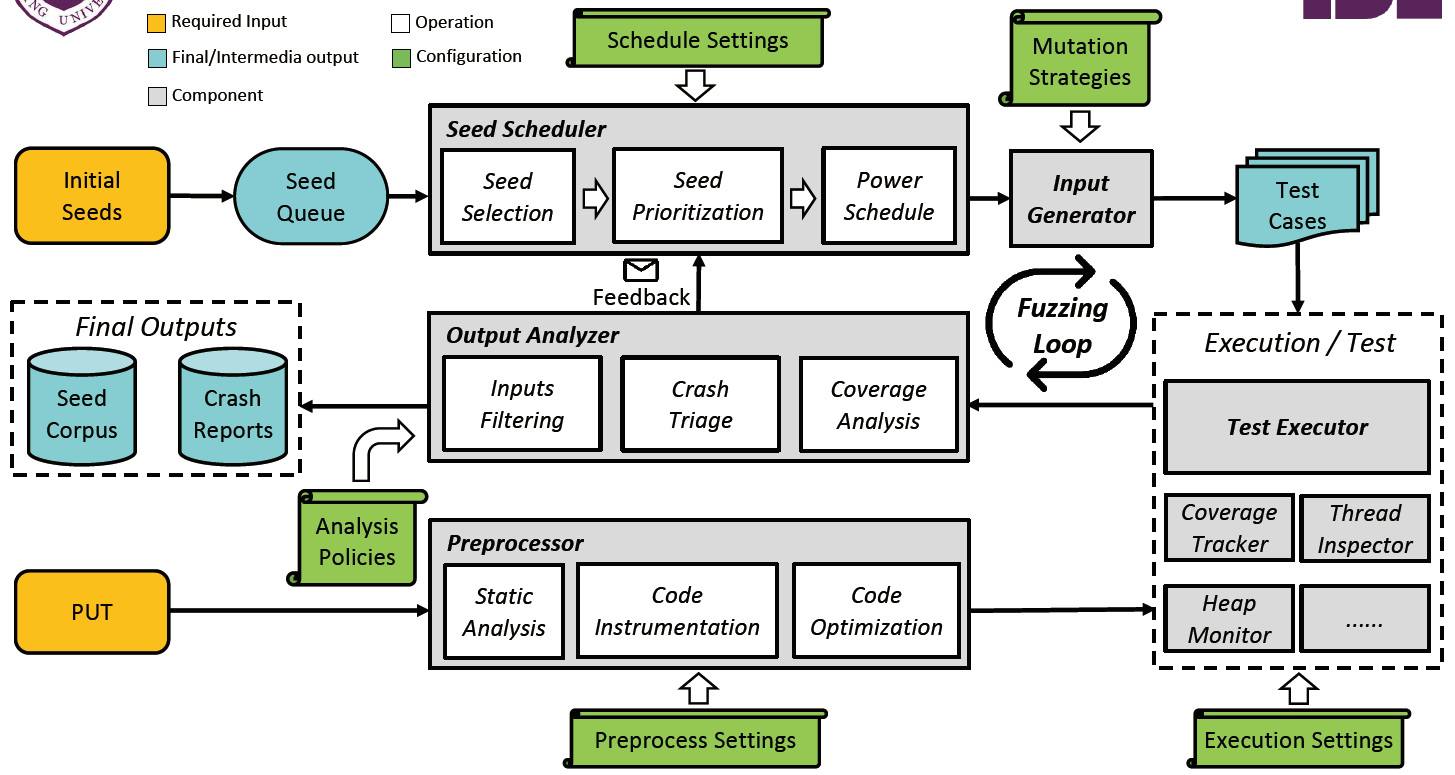 NG UNIVER
Required Input
Operation
Final/Intermedia output
Configuration
Component
Schedule Settings
Mutation
Strategies
Initial
Seeds
Seed
Queue
Seed Scheduler
Seed
Selection
Seed
Prioritization
Power
Schedule
Input
Generator
Test
Cases
Feedback
Fuzzing
Loop
Final Outputs
Seed
Corpus
Crash
Reports
Output Analyzer
Inputs
Filtering
Crash
Triage
Coverage
Analysis
Execution / Test
Test Executor
Coverage
Tracker
Thread
Inspector
Heap
Monitor
......
Analysis
Policies
PUT
Preprocessor
Static
Analysis
Code
Instrumentation
Code
Optimization
Preprocess Settings
Execution Settings